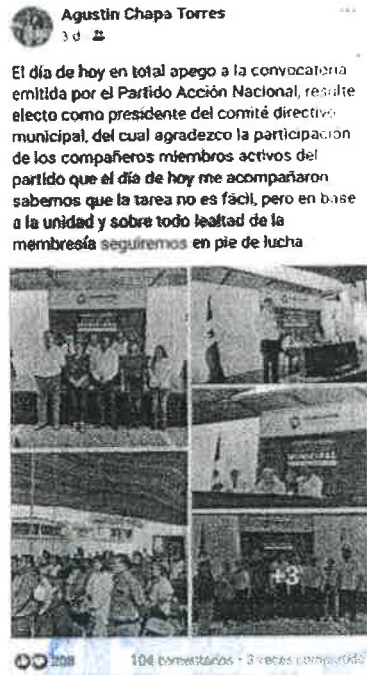 Agustin Chapa Torres
3 d
El día de hoy en total apego a la convocatoria
emitida por el Partido Acción Nacional, resulte
electo como presidente del comité directivo
municipal, del cual agradezco la participación
de los compañeros miembros activos del
partido que el día de hoy me acompañaron
sabemos que la tarea no es fácil, pero en base
a la unidad y sobre todo lealtad de la
membresía seguiremos en pie de lucha
+3
208
104 comentarios · 3 veces compartido